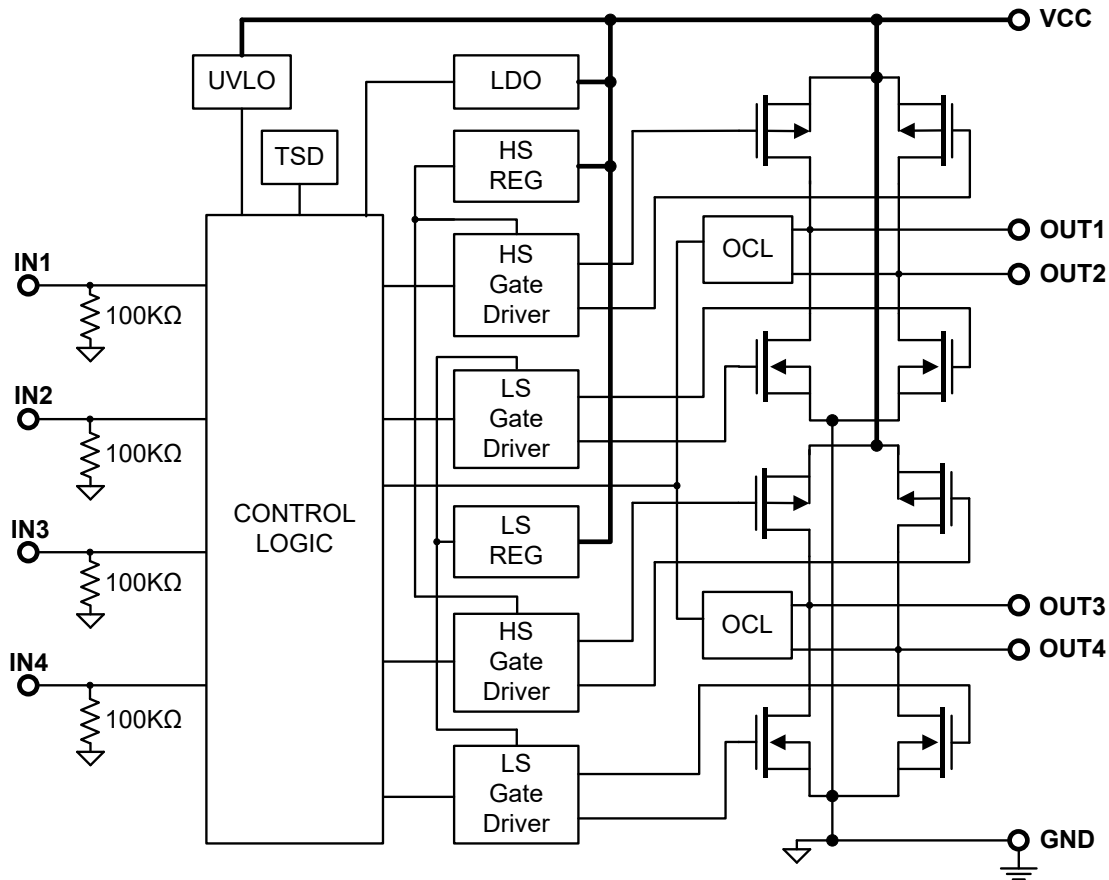 VCC
UVLO
LDO
TSD
HS
REG
HS
Gate
Driver
OCL
OUT1
OUT2
IN1
100KΩ
LS
Gate
Driver
IN2
100KΩ
CONTROL
LOGIC
LS
REG
IN3
100KΩ
HS
Gate
Driver
OCL
OUT3
OUT4
IN4
100KΩ
LS
Gate
Driver
GND